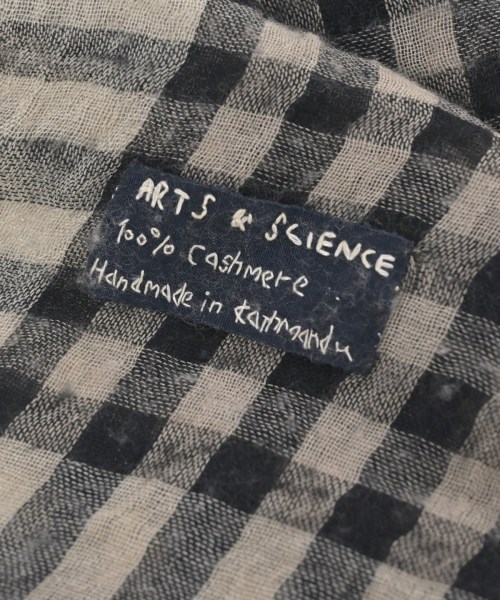 ARTS & SCIENCE
100% Cashmere
Handmade in Kathmandu